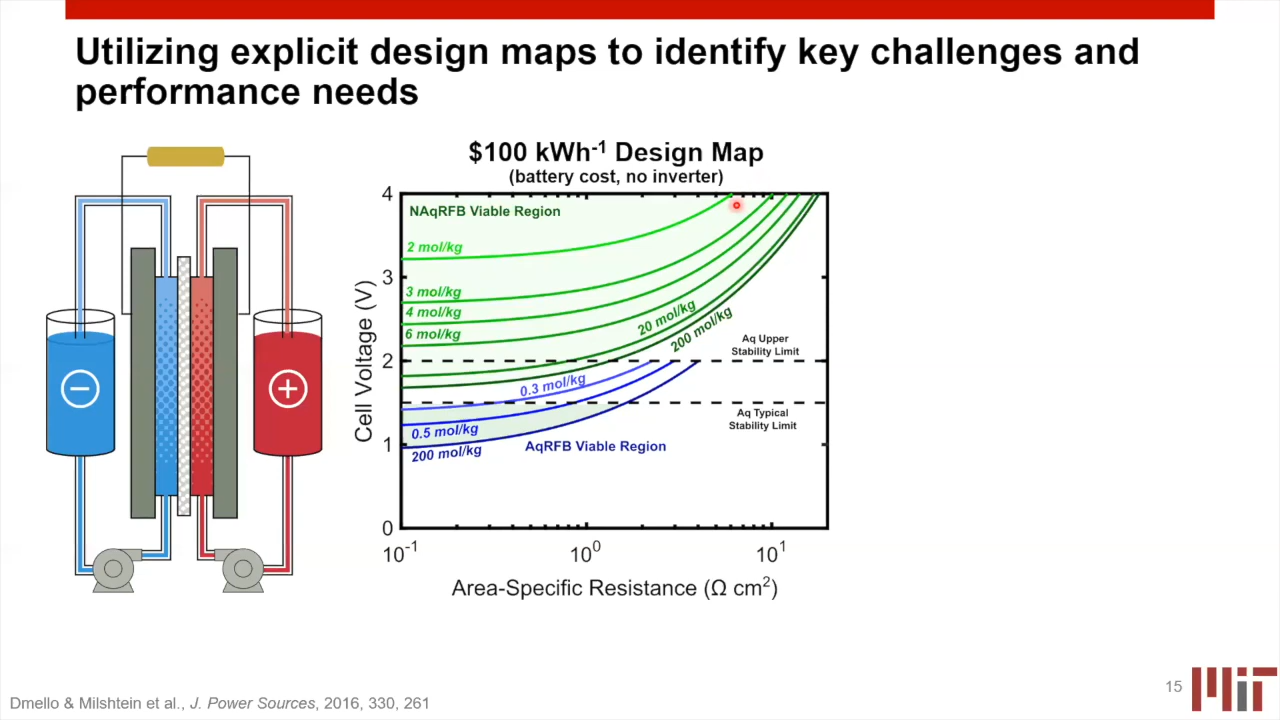 Utilizing explicit design maps to identify key challenges and
performance needs
$100 kWh-1 Design Map
(battery cost, no inverter)
NAqRFB Viable Region
2 mol/kg
3 mol/kg
4 mol/kg
6 mol/kg
20 mol/kg
200 mol/kg
Aq Upper
Stability Limit
0.3 mol/kg
Aq Typical
Stability Limit
0.5 mol/kg
200 mol/kg
AqRFB Viable Region
Cell Voltage (V)
4
3
2
1
0
10-1
100
101
Area-Specific Resistance (Ω cm2)
−
+
Dmello & Milshtein et al., J. Power Sources, 2016, 330, 261
15
MIT